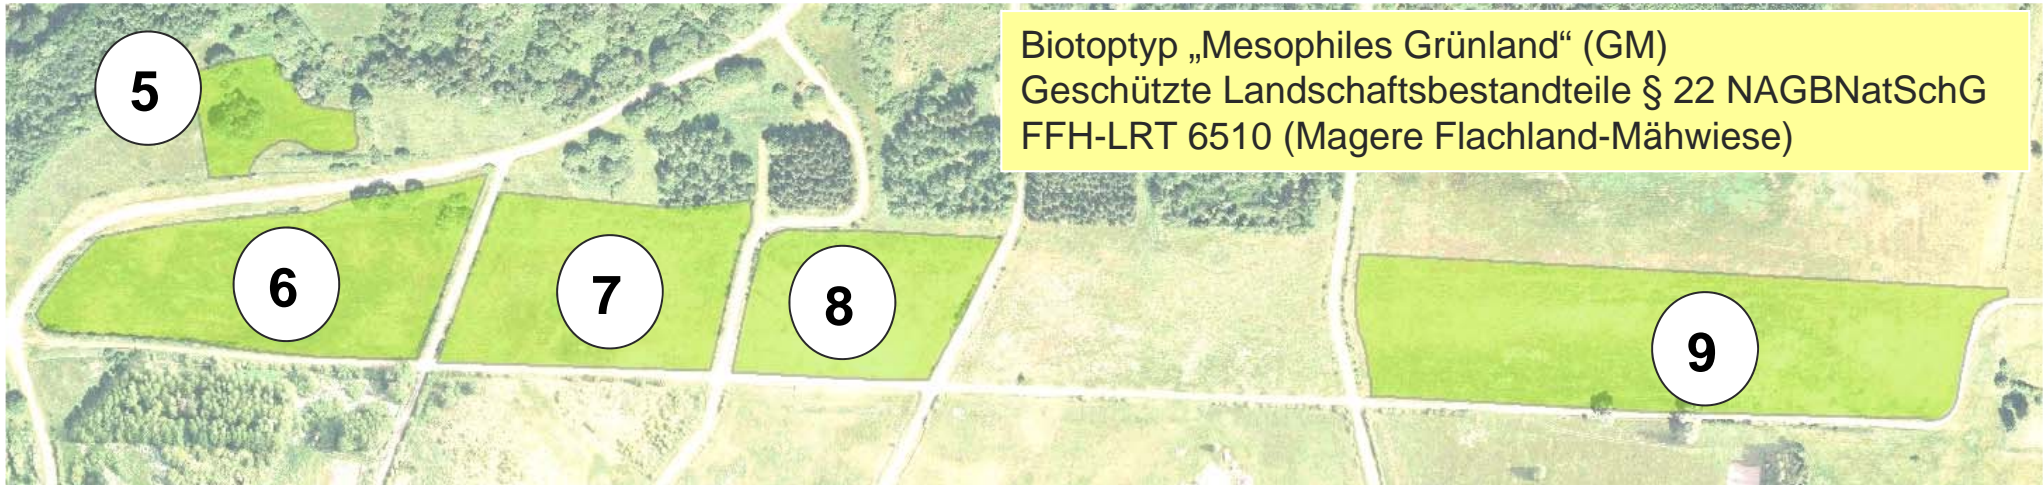 Biotoptyp „Mesophiles Grünland“ (GM)
Geschützte Landschaftsbestandteile § 22 NAGBNatSchG
FFH-LRT 6510 (Magere Flachland-Mähwiese)
5
6
7
8
9